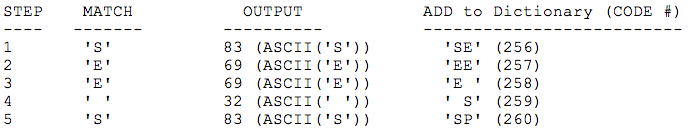 STEP    MATCH             OUTPUT            ADD to Dictionary (CODE #)
----   -------          ----------         --------------------------
1       'S'             83 (ASCII('S'))      'SE' (256)
2       'E'             69 (ASCII('E'))      'EE' (257)
3       'E'             69 (ASCII('E'))      'E ' (258)
4       ' '             32 (ASCII(' '))      ' S' (259)
5       'S'             83 (ASCII('S'))      'SP' (260)